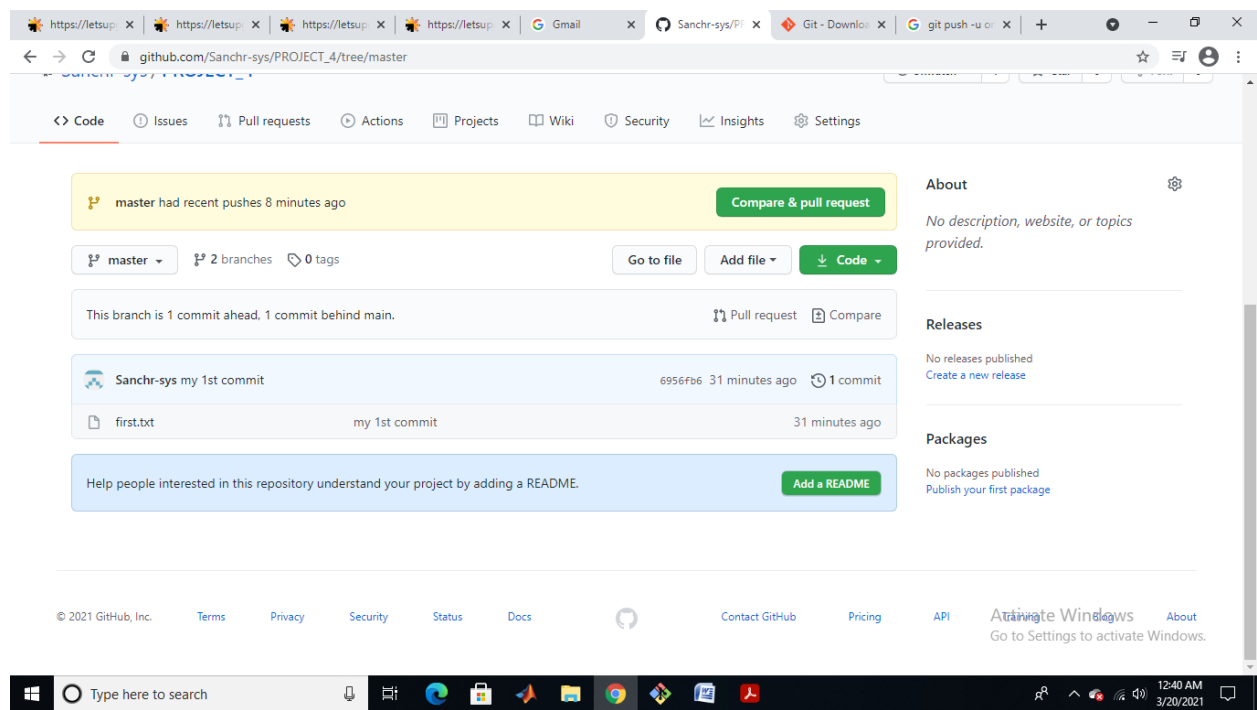 https://letsup
https://letsup
https://letsup
https://letsup
Gmail
Sanchr-sys/PR
Git - Downloa
git push -u or
github.com/Sanchr-sys/PROJECT_4/tree/master
Sanchr-sys / PROJECT_4
Code Issues Pull requests Actions Projects Wiki Security Insights Settings
master had recent pushes 8 minutes ago
Compare & pull request
master
2 branches
0 tags
Go to file
Add file
Code
This branch is 1 commit ahead, 1 commit behind main.
Pull request
Compare
Sanchr-sys my 1st commit
6956fb6 31 minutes ago
1 commit
first.txt
my 1st commit
31 minutes ago
Help people interested in this repository understand your project by adding a README.
Add a README
About
No description, website, or topics
provided.
Releases
No releases published
Create a new release
Packages
No packages published
Publish your first package
© 2021 GitHub, Inc. Terms Privacy Security Status Docs Contact GitHub Pricing API Training Blog About
Activate Windows
Go to Settings to activate Windows.
Type here to search
12:40 AM
3/20/2021